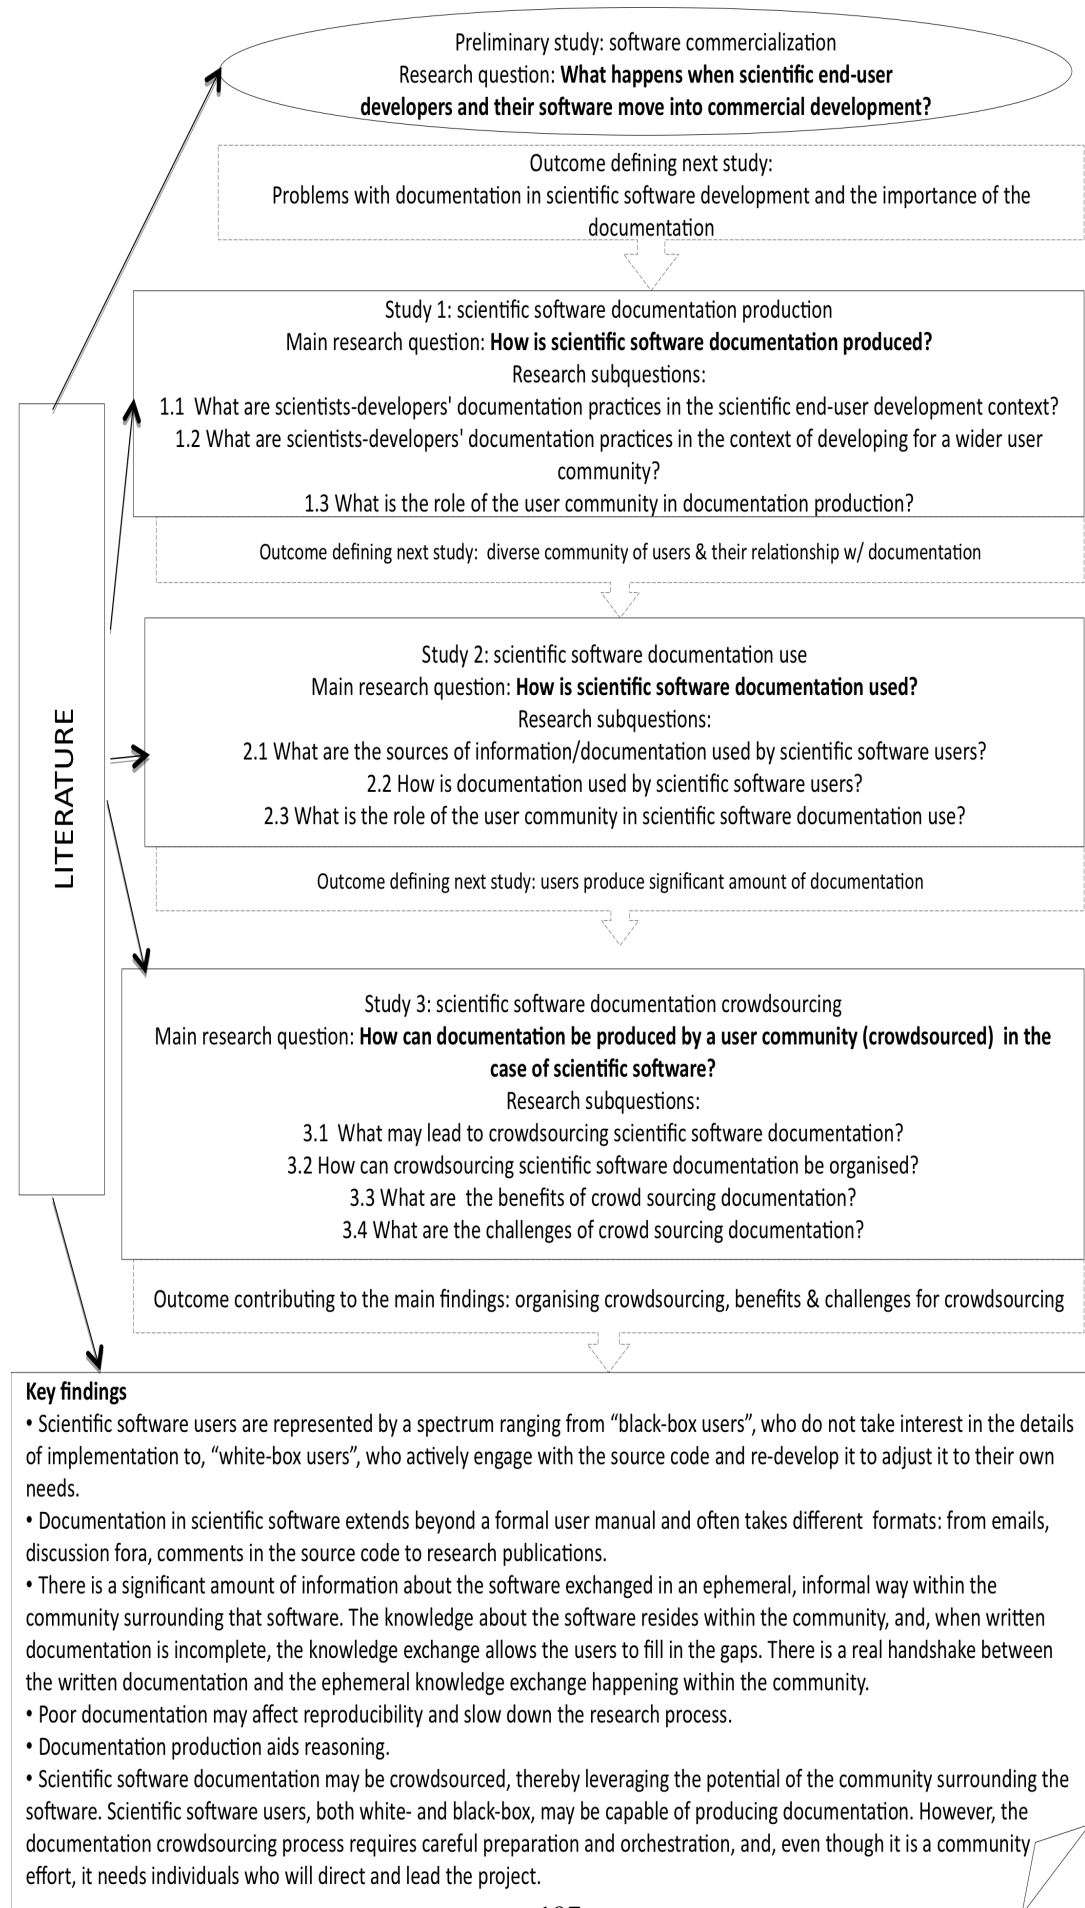 Preliminary study: software commercialization
Research question: What happens when scientific end-user
developers and their software move into commercial development?
Outcome defining next study:
Problems with documentation in scientific software development and the importance of the
documentation
Study 1: scientific software documentation production
Main research question: How is scientific software documentation produced?
Research subquestions:
1.1 What are scientists-developers' documentation practices in the scientific end-user development context?
1.2 What are scientists-developers' documentation practices in the context of developing for a wider user
community?
1.3 What is the role of the user community in documentation production?
Outcome defining next study: diverse community of users & their relationship w/ documentation
LITERATURE
Study 2: scientific software documentation use
Main research question: How is scientific software documentation used?
Research subquestions:
2.1 What are the sources of information/documentation used by scientific software users?
2.2 How is documentation used by scientific software users?
2.3 What is the role of the user community in scientific software documentation use?
Outcome defining next study: users produce significant amount of documentation
Study 3: scientific software documentation crowdsourcing
Main research question: How can documentation be produced by a user community (crowdsourced) in the
case of scientific software?
Research subquestions:
3.1 What may lead to crowdsourcing scientific software documentation?
3.2 How can crowdsourcing scientific software documentation be organised?
3.3 What are the benefits of crowd sourcing documentation?
3.4 What are the challenges of crowd sourcing documentation?
Outcome contributing to the main findings: organising crowdsourcing, benefits & challenges for crowdsourcing
Key findings
• Scientific software users are represented by a spectrum ranging from “black-box users”, who do not take interest in the details
of implementation to, “white-box users”, who actively engage with the source code and re-develop it to adjust it to their own
needs.
• Documentation in scientific software extends beyond a formal user manual and often takes different formats: from emails,
discussion fora, comments in the source code to research publications.
• There is a significant amount of information about the software exchanged in an ephemeral, informal way within the
community surrounding that software. The knowledge about the software resides within the community, and, when written
documentation is incomplete, the knowledge exchange allows the users to fill in the gaps. There is a real handshake between
the written documentation and the ephemeral knowledge exchange happening within the community.
• Poor documentation may affect reproducibility and slow down the research process.
• Documentation production aids reasoning.
• Scientific software documentation may be crowdsourced, thereby leveraging the potential of the community surrounding the
software. Scientific software users, both white- and black-box, may be capable of producing documentation. However, the
documentation crowdsourcing process requires careful preparation and orchestration, and, even though it is a community
effort, it needs individuals who will direct and lead the project.